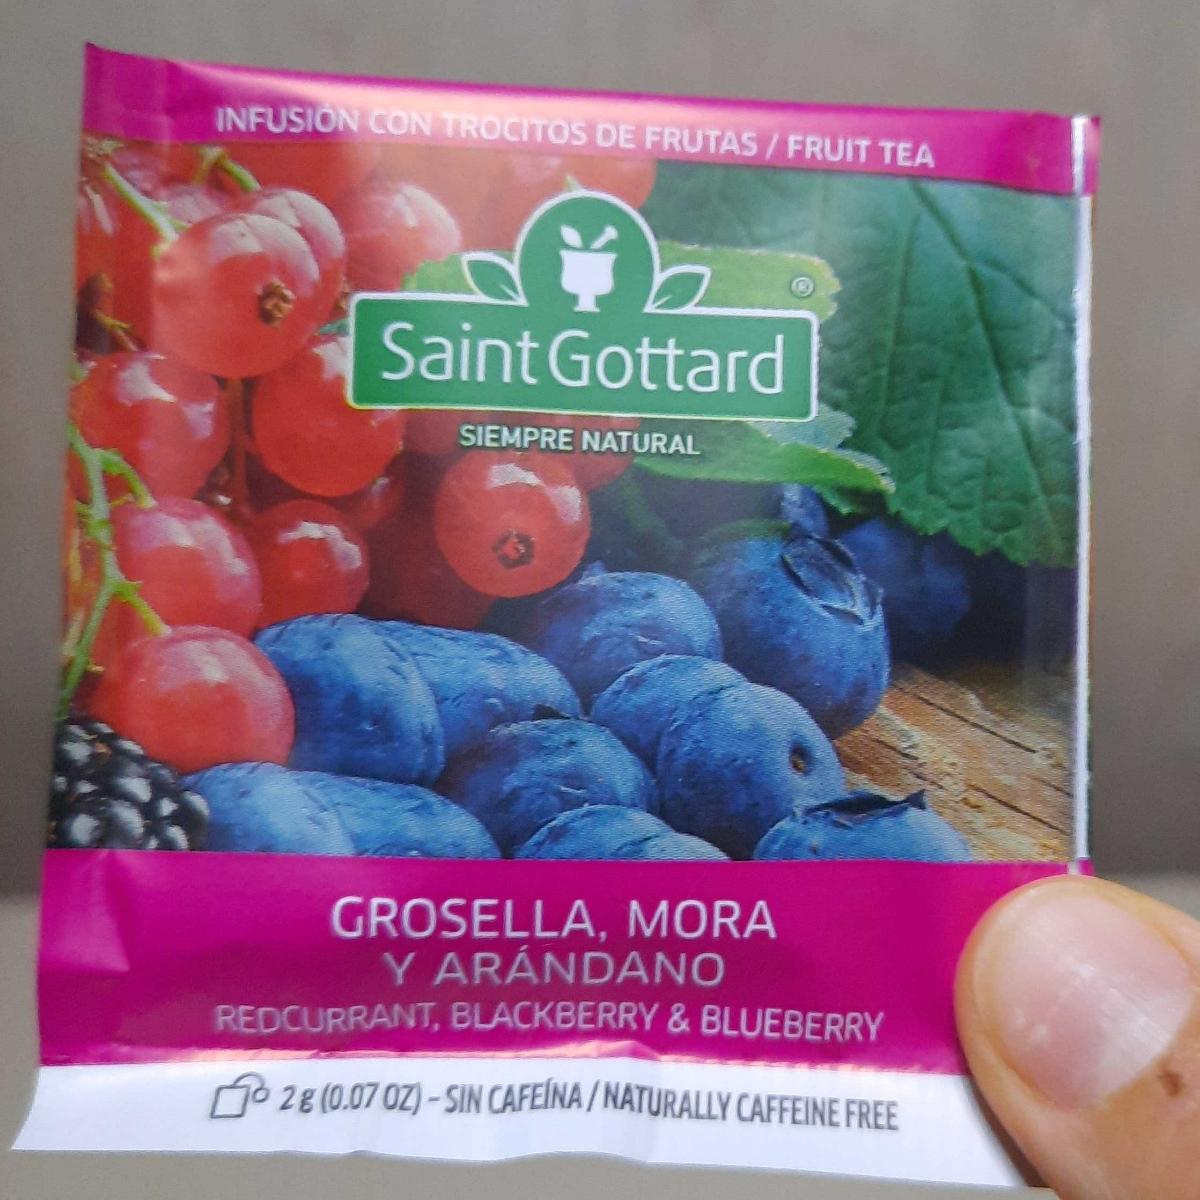 INFUSIÓN CON TROCITOS DE FRUTAS / FRUIT TEA
®
Saint Gottard
SIEMPRE NATURAL
GROSELLA, MORA
Y ARÁNDANO
REDCURRANT, BLACKBERRY & BLUEBERRY
2 g (0.07 OZ) - SIN CAFEÍNA / NATURALLY CAFFEINE FREE